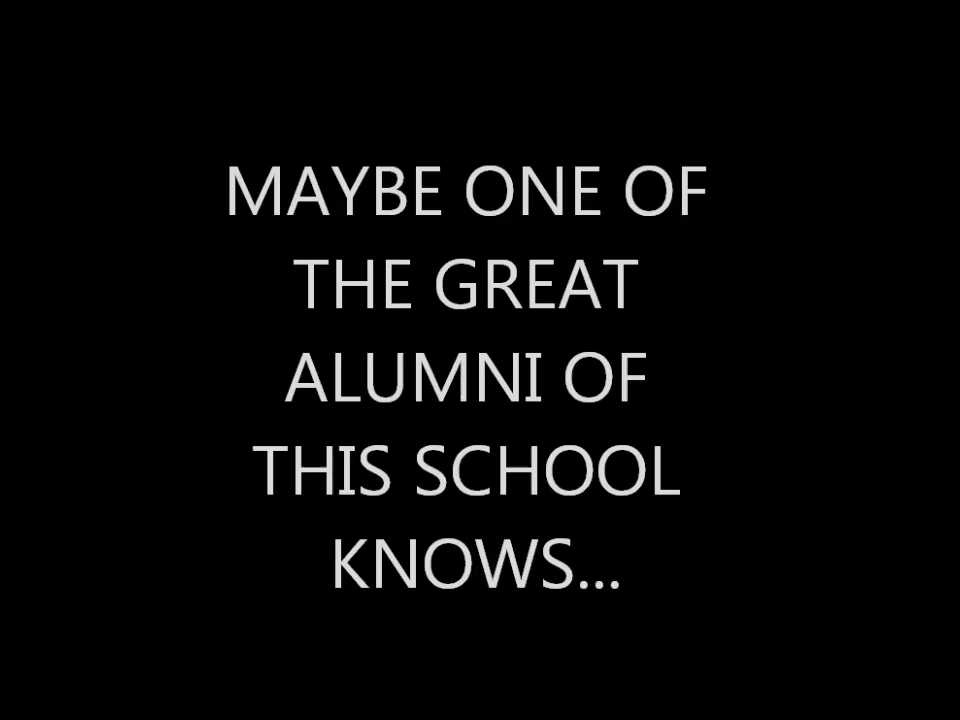 MAYBE ONE OF
THE GREAT
ALUMNI OF
THIS SCHOOL
KNOWS...